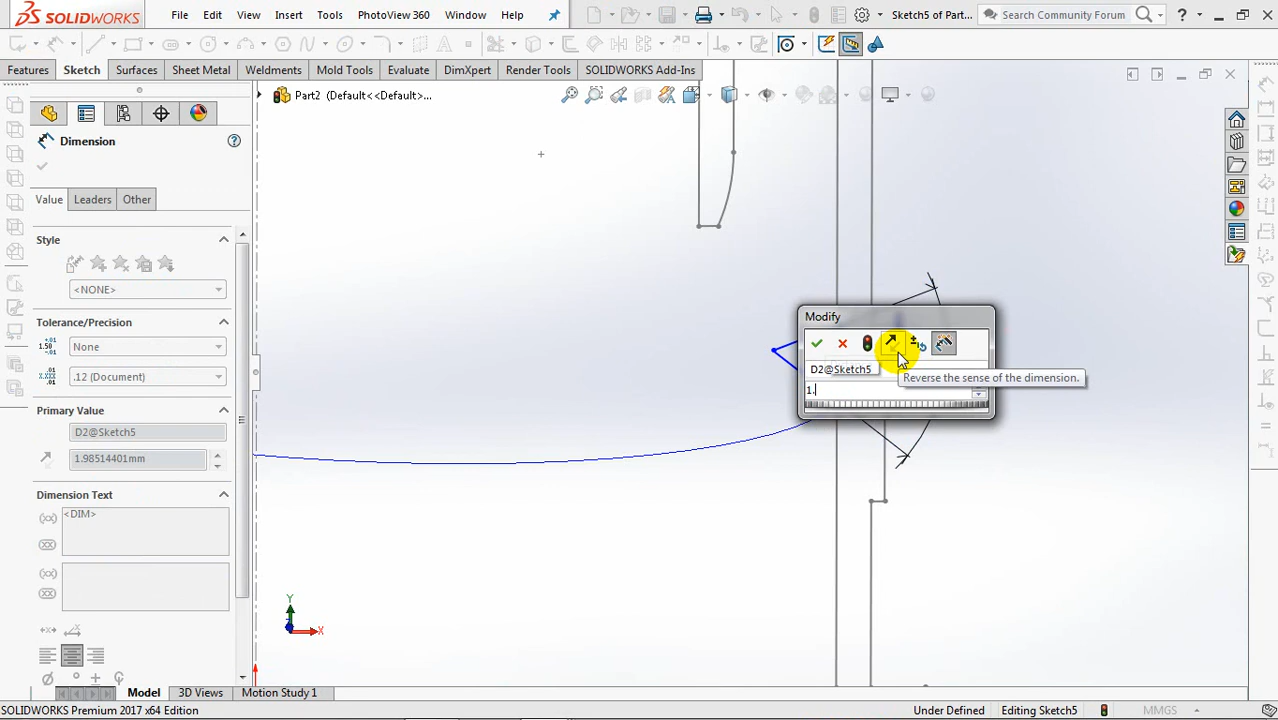 SOLIDWORKS File Edit View Insert Tools PhotoView 360 Window Help Sketch5 of Part... Search Community Forum ?
Features Sketch Surfaces Sheet Metal Weldments Mold Tools Evaluate DimXpert Render Tools SOLIDWORKS Add-Ins
Part2 (Default<<Default>...
Dimension
Value Leaders Other
Style
<NONE>
Tolerance/Precision
None
.12 (Document)
Primary Value
D2@Sketch5
1.98514401mm
Dimension Text
<DIM>
Modify
D2@Sketch5
1.
Reverse the sense of the dimension.
Y
X
Model 3D Views Motion Study 1
SOLIDWORKS Premium 2017 x64 Edition Under Defined Editing Sketch5 MMGS